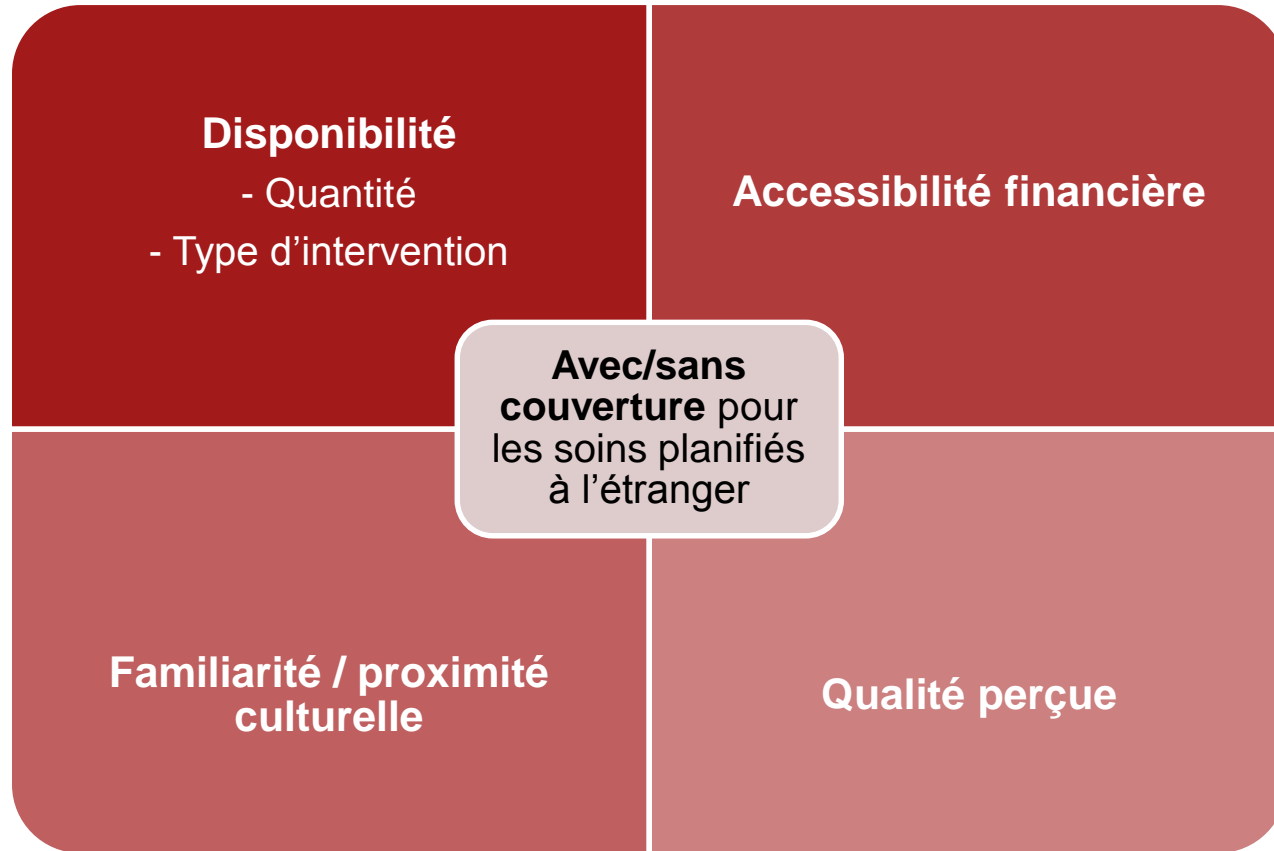 Disponibilité
- Quantité
- Type d’intervention
Accessibilité financière
Avec/sans
couverture pour
les soins planifiés
à l’étranger
Familiarité / proximité
culturelle
Qualité perçue